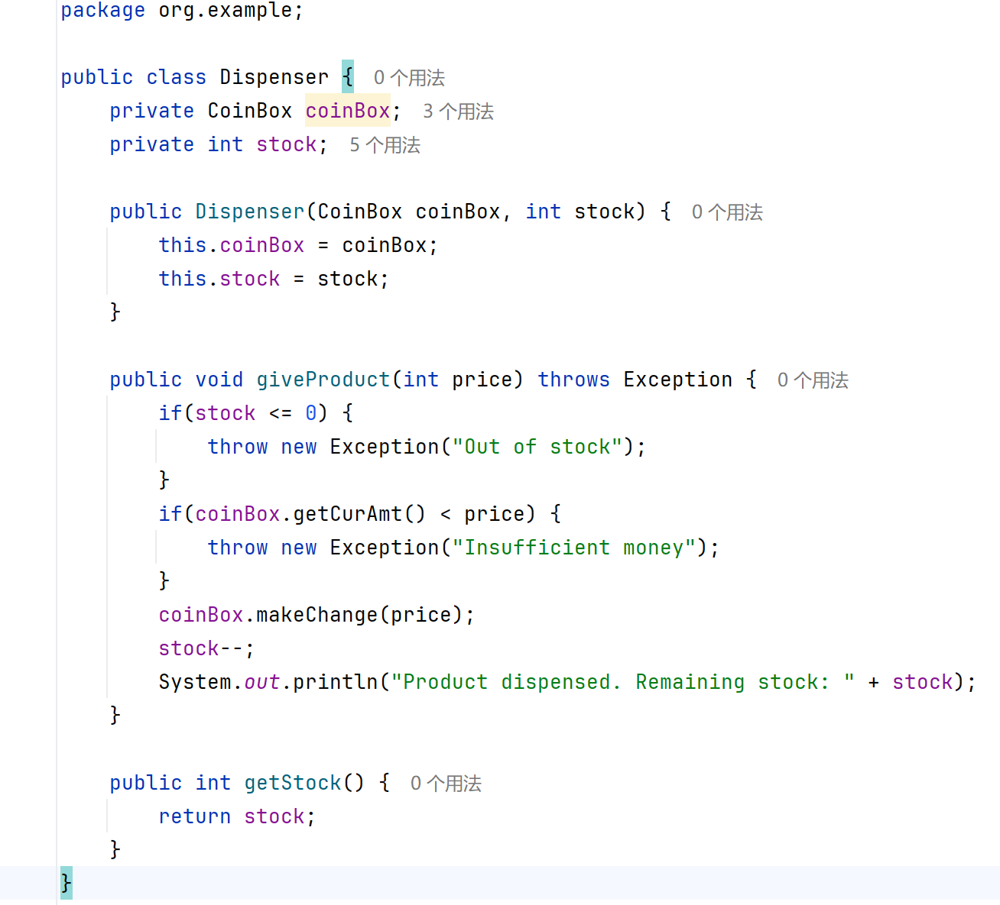 package org.example;
public class Dispenser { 0 个用法
private CoinBox coinBox; 3 个用法
private int stock; 5 个用法
public Dispenser(CoinBox coinBox, int stock) { 0 个用法
this.coinBox = coinBox;
this.stock = stock;
}
public void giveProduct(int price) throws Exception { 0 个用法
if(stock <= 0) {
throw new Exception("Out of stock");
}
if(coinBox.getCurAmt() < price) {
throw new Exception("Insufficient money");
}
coinBox.makeChange(price);
stock--;
System.out.println("Product dispensed. Remaining stock: " + stock);
}
public int getStock() { 0 个用法
return stock;
}
}